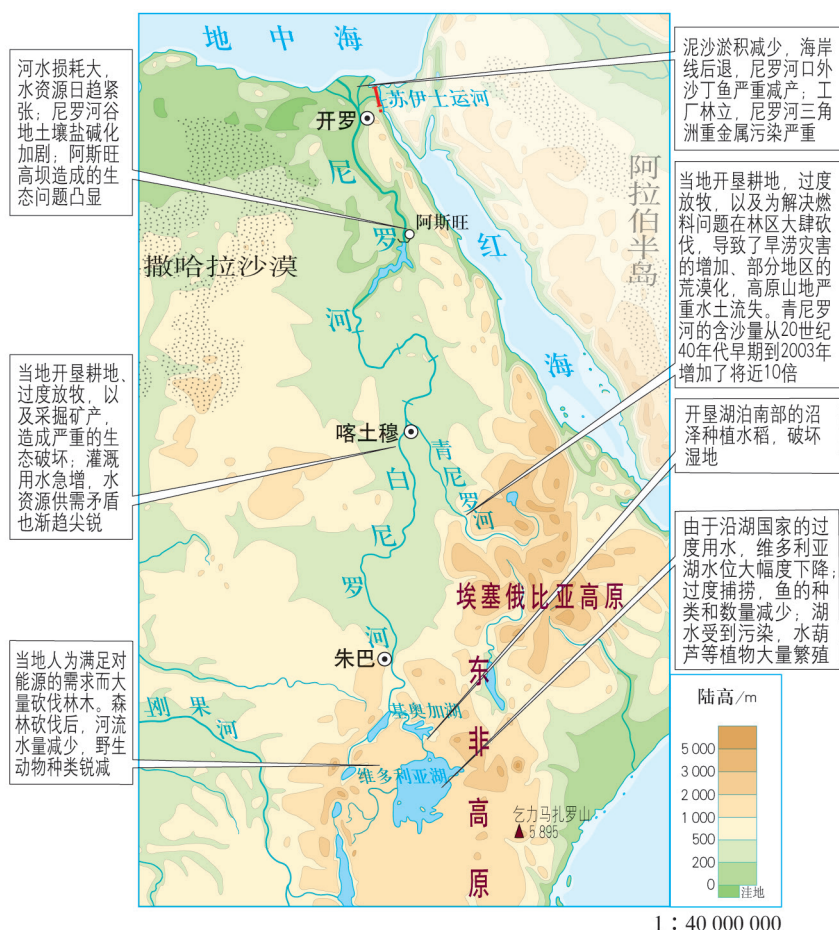 地中海
河水损耗大，
水资源日趋紧
张；尼罗河谷
地土壤盐碱化
加剧；阿斯旺
高坝造成的生
态问题凸显
泥沙淤积减少，海岸
线后退，尼罗河口外
沙丁鱼严重减产；工
厂林立，尼罗河三角
洲重金属污染严重
苏伊士运河
开罗
尼罗河
阿斯旺
撒哈拉沙漠
红海
阿拉伯半岛
当地开垦耕地，过度
放牧，以及为解决燃
料问题在林区大肆砍
伐，导致了旱涝灾害
的增加、部分地区的
荒漠化，高原山地严
重水土流失。青尼罗
河的含沙量从20世纪
40年代早期到2003年
增加了将近10倍
当地开垦耕地、
过度放牧，以
及采掘矿产，
造成严重的生
态破坏；灌溉
用水急增，水
资源供需矛盾
也渐趋尖锐
喀土穆
青尼罗河
白尼罗河
开垦湖泊南部的沼
泽种植水稻，破坏
湿地
埃塞俄比亚高原
由于沿湖国家的过
度用水，维多利亚
湖水位大幅度下降；
过度捕捞，鱼的种
类和数量减少；湖
水受到污染，水葫
芦等植物大量繁殖
朱巴
东非高原
当地人为满足对
能源的需求而大
量砍伐林木。森
林砍伐后，河流
水量减少，野生
动物种类锐减
刚果河
基奥加湖
维多利亚湖
乞力马扎罗山
5 895
陆高/m
5 000
3 000
2 000
1 000
500
200
0
洼地
1：40 000 000